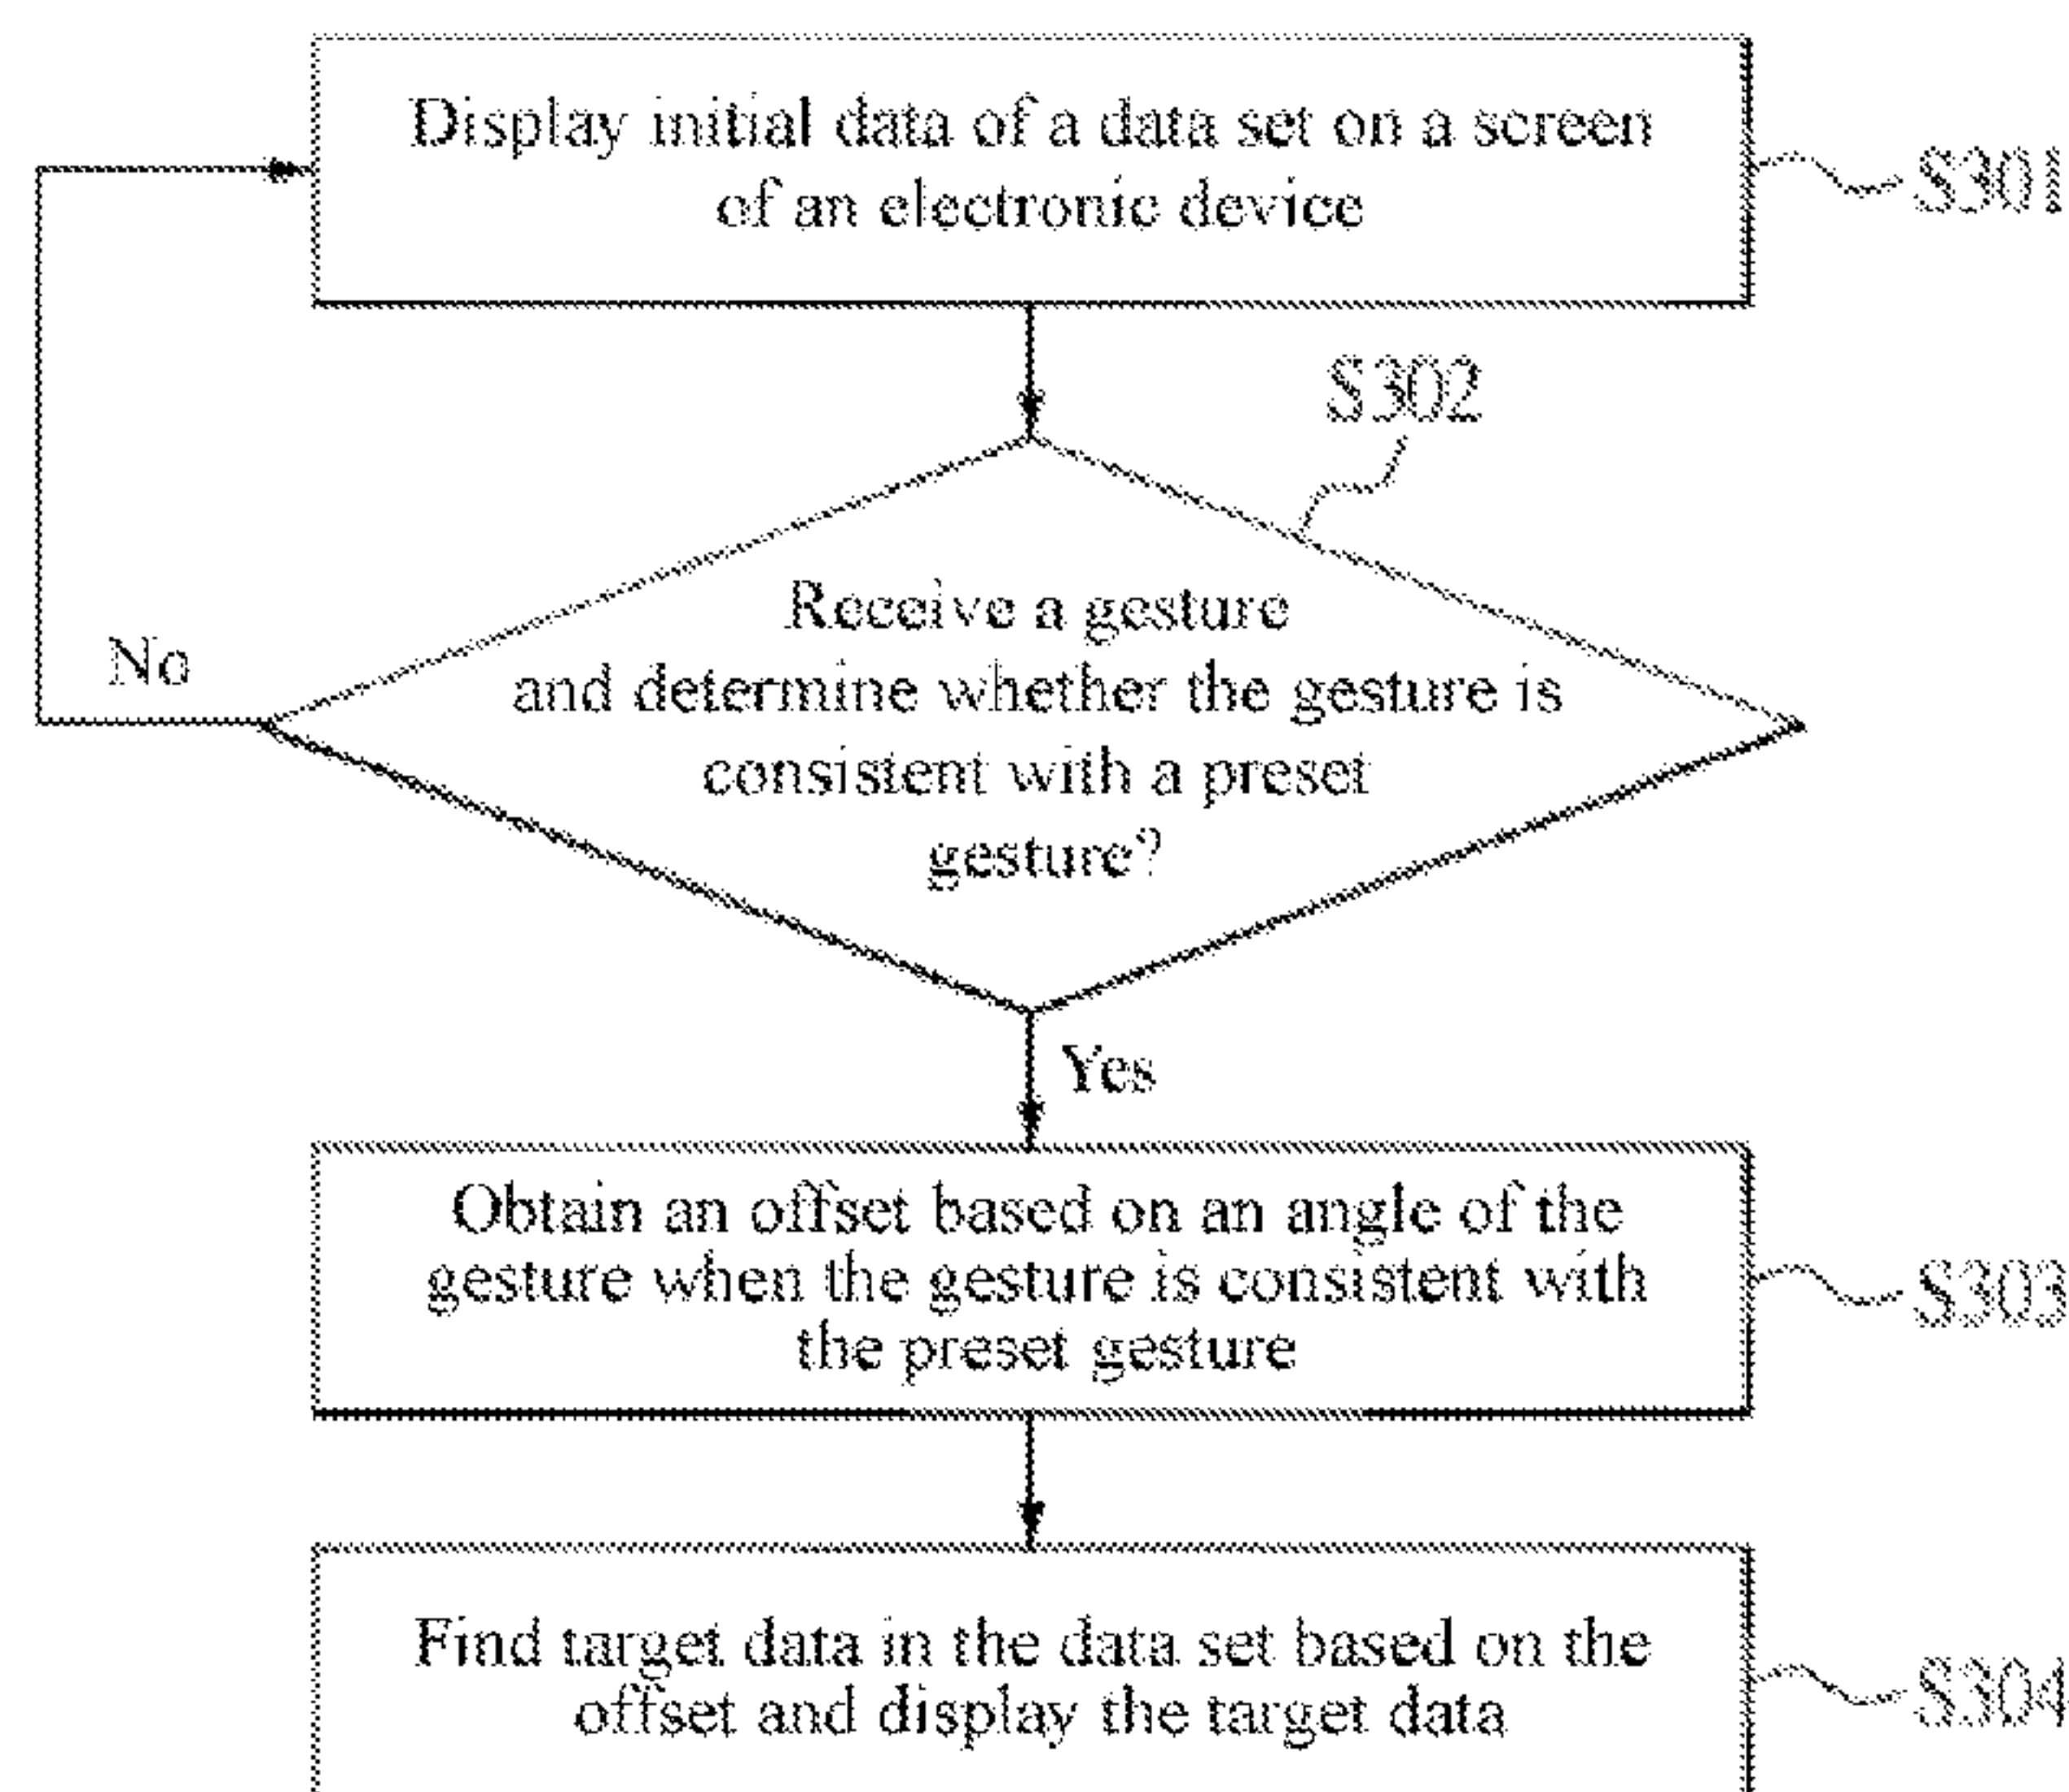 Display initial data of a data set on a screen
of an electronic device
S301
S302
Receive a gesture
and determine whether the gesture is
consistent with a preset
gesture?
No
Yes
Obtain an offset based on an angle of the
gesture when the gesture is consistent with
the preset gesture
S303
Find target data in the data set based on the
offset and display the target data
S304